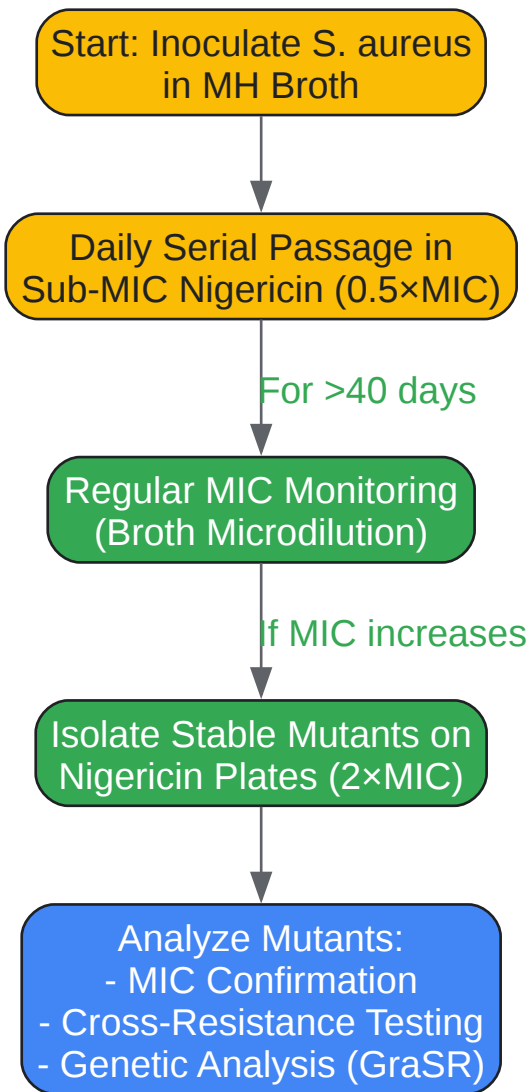 Start: Inoculate S. aureus
in MH Broth
Daily Serial Passage in
Sub-MIC Nigericin (0.5×MIC)
For >40 days
Regular MIC Monitoring
(Broth Microdilution)
If MIC increases
Isolate Stable Mutants on
Nigericin Plates (2×MIC)
Analyze Mutants:
- MIC Confirmation
- Cross-Resistance Testing
- Genetic Analysis (GraSR)